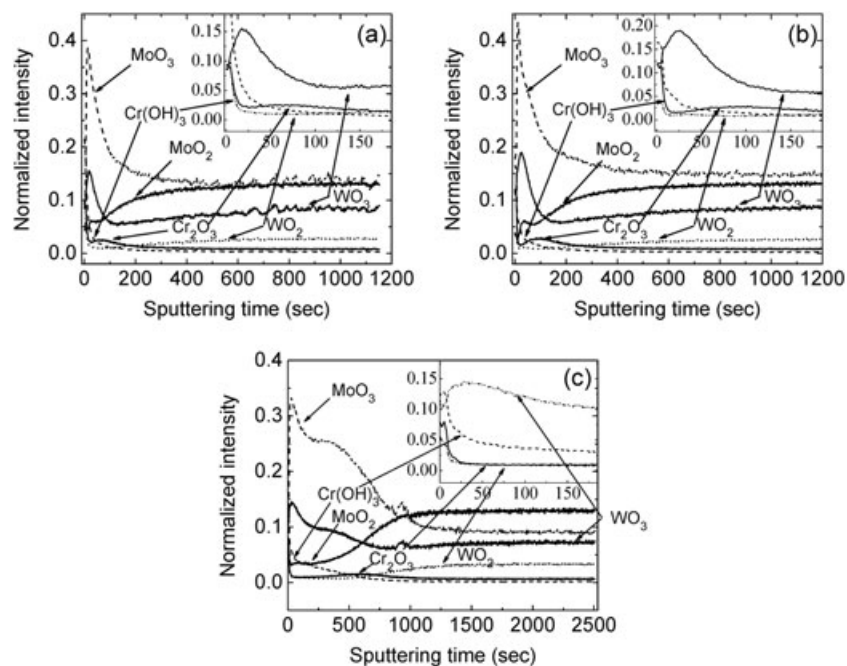 (a)
Normalized intensity
0.4
0.3
0.2
0.1
0.0
0 200 400 600 800 1000 1200
Sputtering time (sec)
MoO3
Cr(OH)3
MoO2
Cr2O3
WO2
WO3
0.15
0.10
0.05
0.00
0 50 100 150
(b)
Normalized intensity
0.4
0.3
0.2
0.1
0.0
0 200 400 600 800 1000 1200
Sputtering time (sec)
MoO3
Cr(OH)3
MoO2
Cr2O3
WO2
WO3
0.20
0.15
0.10
0.05
0.00
0 50 100 150
(c)
Normalized intensity
0.4
0.3
0.2
0.1
0.0
0 500 1000 1500 2000 2500
Sputtering time (sec)
MoO3
Cr(OH)3
MoO2
Cr2O3
WO2
WO3
0.15
0.10
0.05
0.00
0 50 100 150